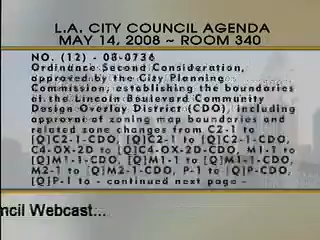 L.A. CITY COUNCIL AGENDA
MAY 14, 2008 ~ ROOM 340
NO. (12) - 08-0736
Ordinance Second Consideration,
approved by the City Planning
Commission, establishing the boundaries
of the Lincoln Boulevard Community
Design Overlay District (CDO), including
approval of zoning map boundaries and
related zone changes from C2-1 to
[Q]C2-1-CDO, [Q]C2-1 to [Q]C2-1-CDO,
C4-OX-2D to [Q]C4-OX-2D-CDO, M1-1 to
[Q]M1-1-CDO, [Q]M1-1 to [Q]M1-1-CDO,
M2-1 to [Q]M2-1-CDO, P-1 to [Q]P-CDO,
[Q]P-1 to - continued next page -
ncil Webcast...